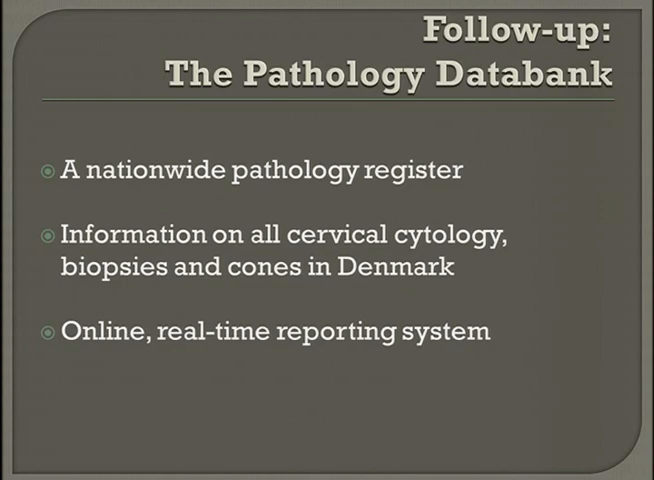 Follow-up:
The Pathology Databank
A nationwide pathology register
Information on all cervical cytology,
biopsies and cones in Denmark
Online, real-time reporting system